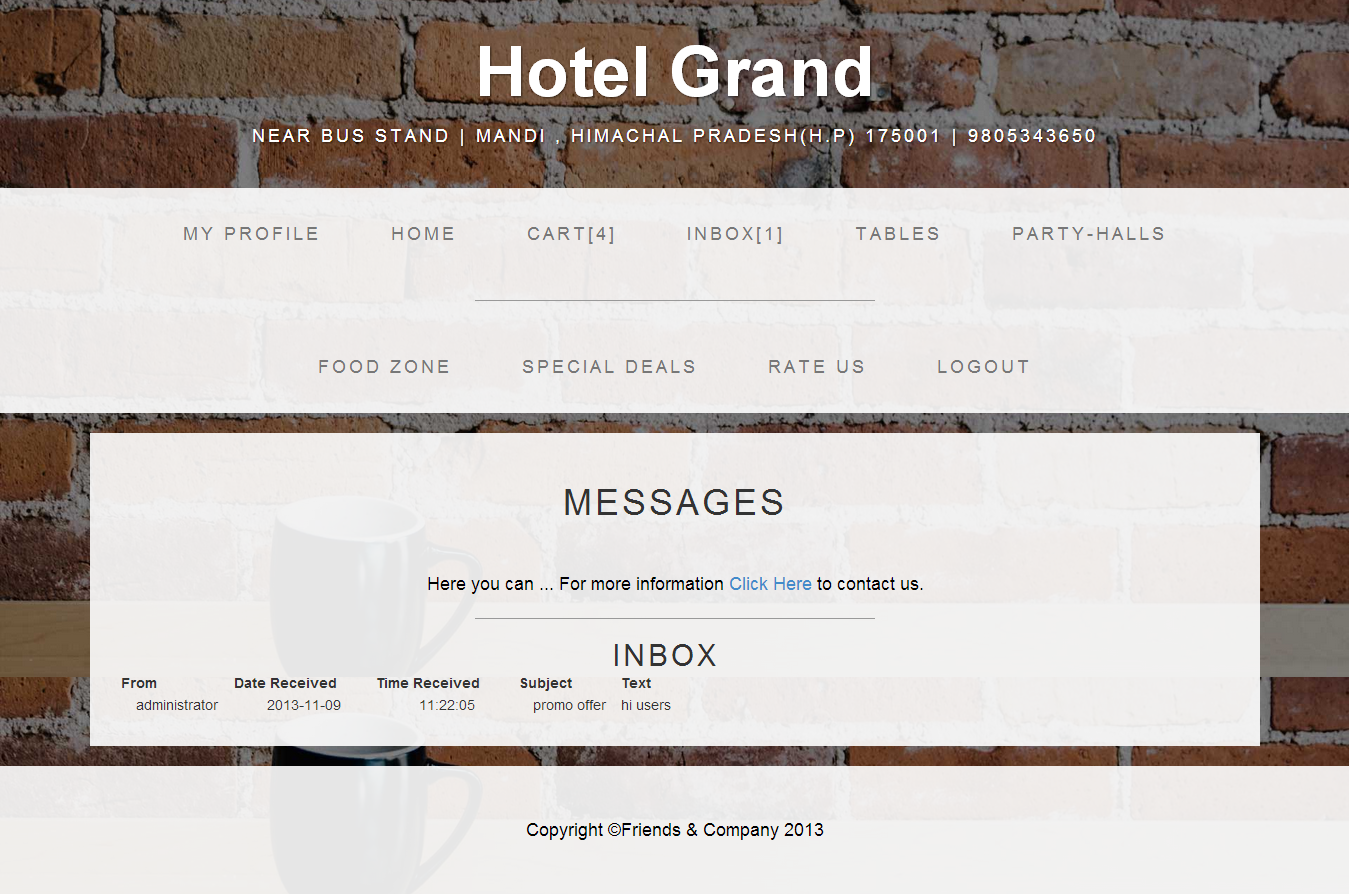 Hotel Grand
NEAR BUS STAND | MANDI , HIMACHAL PRADESH(H.P) 175001 | 9805343650
MY PROFILE HOME CART[4] INBOX[1] TABLES PARTY-HALLS
FOOD ZONE SPECIAL DEALS RATE US LOGOUT
MESSAGES
Here you can ... For more information Click Here to contact us.
INBOX
From Date Received Time Received Subject Text
administrator 2013-11-09 11:22:05 promo offer hi users
Copyright ©Friends & Company 2013